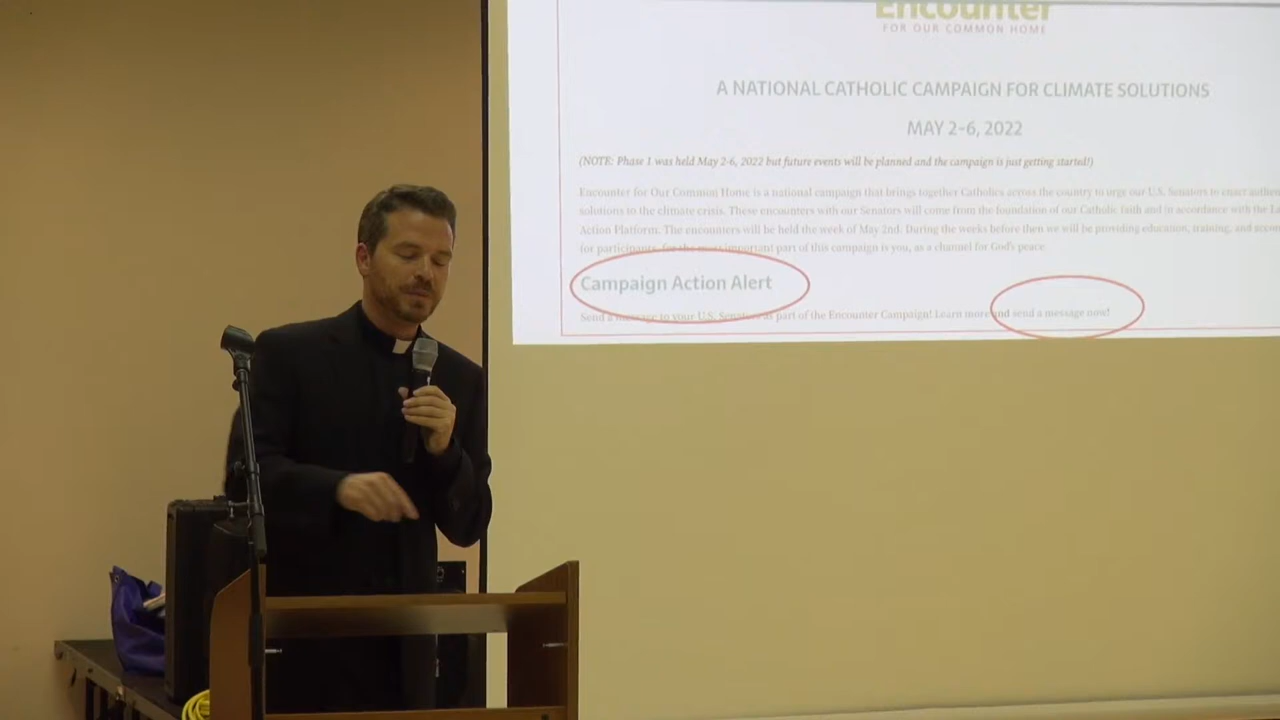 Encounter
FOR OUR COMMON HOME
A NATIONAL CATHOLIC CAMPAIGN FOR CLIMATE SOLUTIONS
MAY 2-6, 2022
(NOTE: Phase 1 was held May 2-6, 2022 but future events will be planned and the campaign is just getting started!)
Encounter for Our Common Home is a national campaign that brings together Catholics across the country to urge our U.S. Senators to enact
solutions to the climate crisis. These encounters with our Senators will come from the foundation of our Catholic faith and in accordance with the
Action Platform. The encounters will be held the week of May 2nd. During the weeks before then we will be providing education, training, and
for participants, for the most important part of this campaign is you, as a channel for God's peace.
Campaign Action Alert
Send a message to your U.S. Senators as part of the Encounter Campaign! Learn more and send a message now!